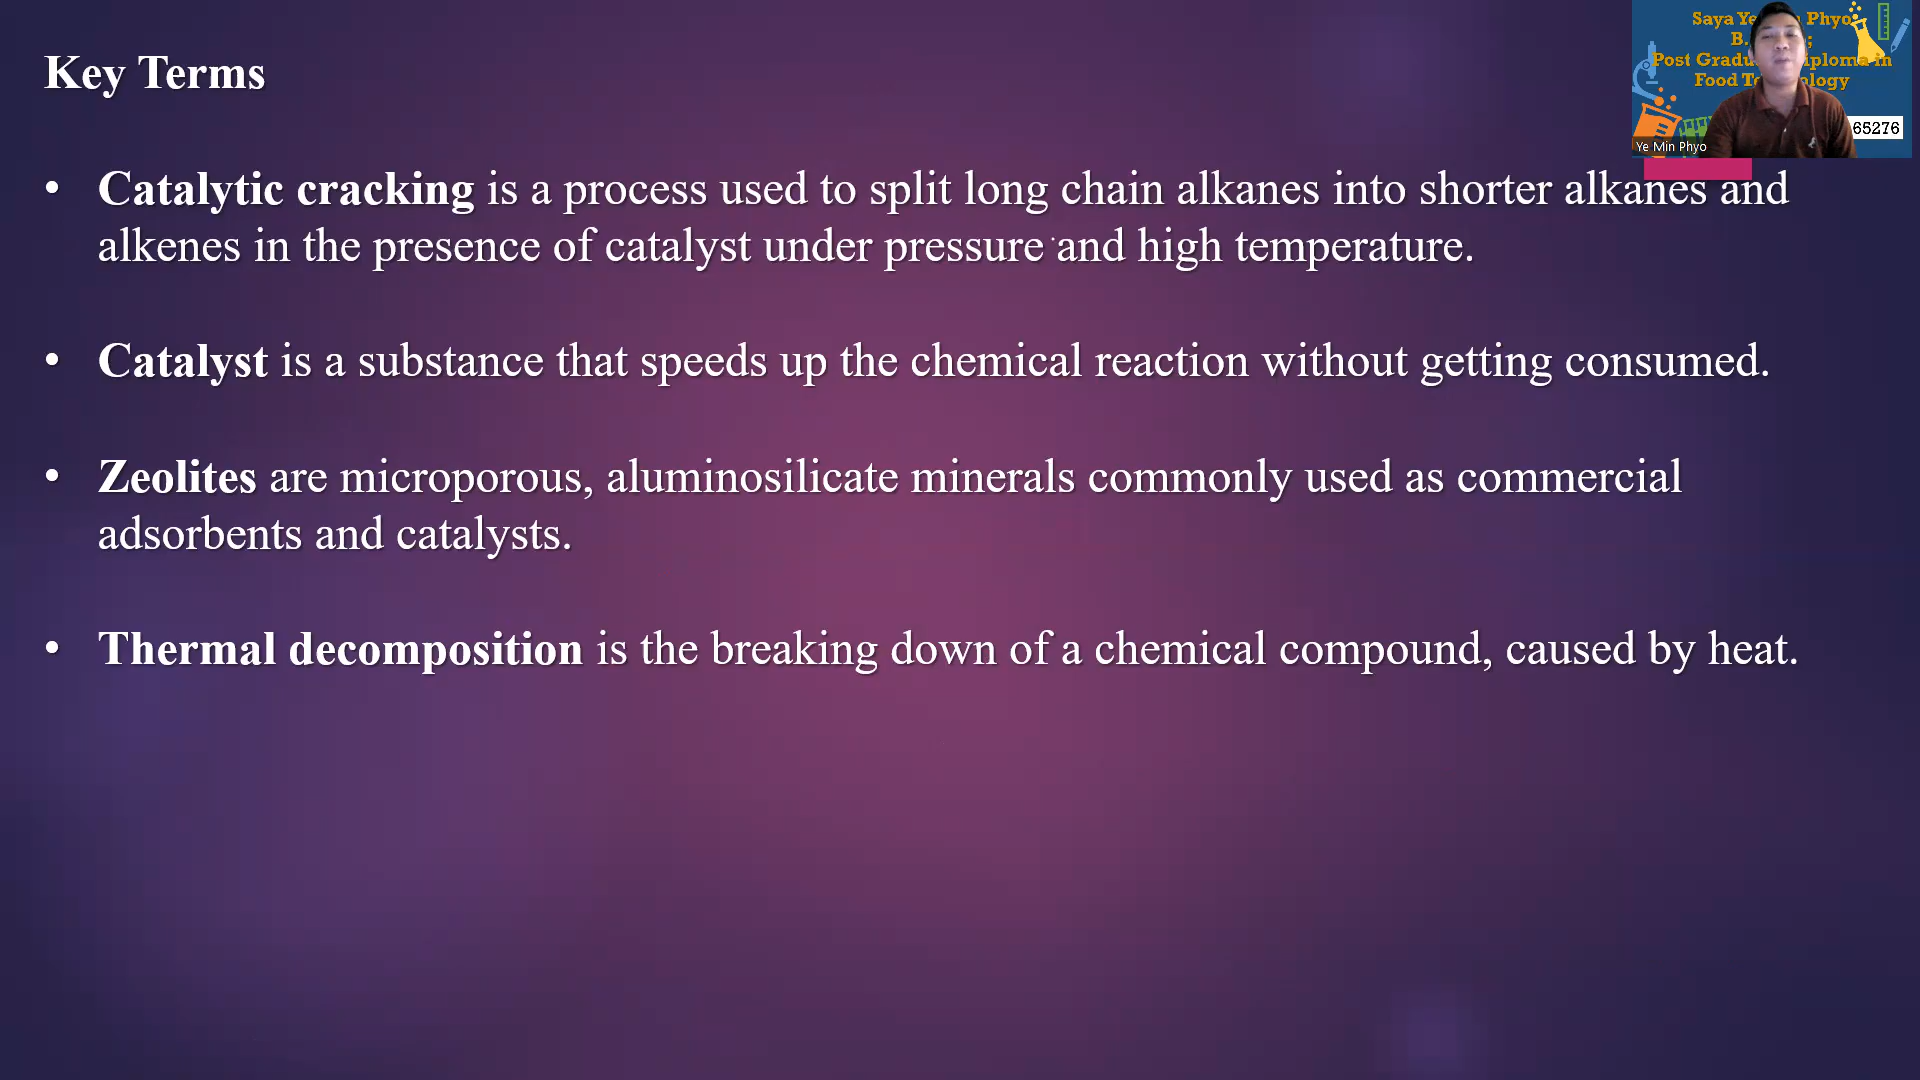 Key Terms
• Catalytic cracking is a process used to split long chain alkanes into shorter alkanes and
alkenes in the presence of catalyst under pressure and high temperature.
• Catalyst is a substance that speeds up the chemical reaction without getting consumed.
• Zeolites are microporous, aluminosilicate minerals commonly used as commercial
adsorbents and catalysts.
• Thermal decomposition is the breaking down of a chemical compound, caused by heat.
Saya Phyo
Post in
Food
65276
Ye Min Phyo